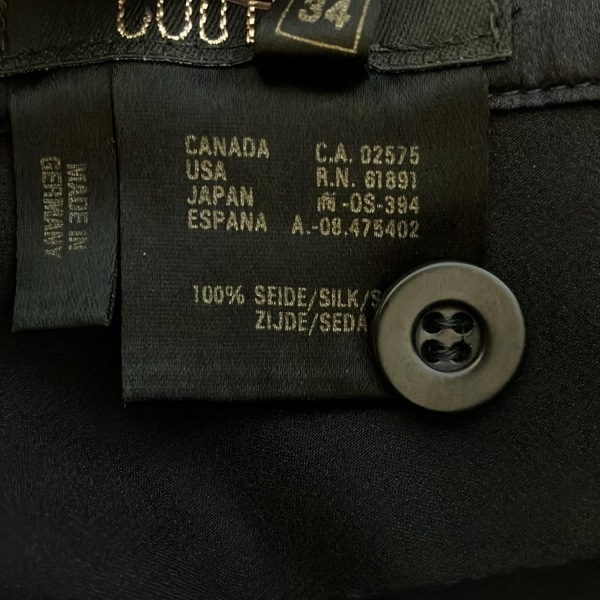 34
CANADA C.A. 02575
USA R.N. 61891
JAPAN 商-OS-394
ESPANA A.-08.475402
100% SEIDE/SILK/S
ZIJDE/SEDA
MADE IN
GERMANY